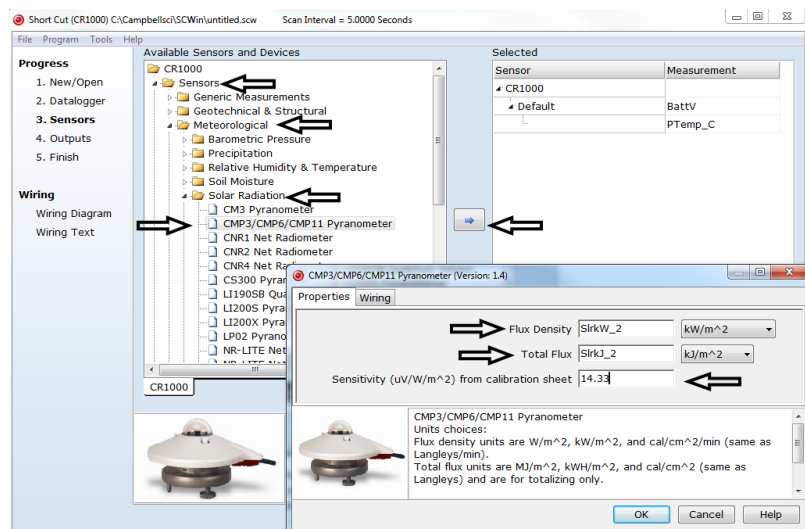 Short Cut (CR1000) C:\Campbellsci\SCWin\untitled.scw Scan Interval = 5.0000 Seconds
File Program Tools Help
Progress
1. New/Open
2. Datalogger
3. Sensors
4. Outputs
5. Finish
Wiring
Wiring Diagram
Wiring Text
Available Sensors and Devices
CR1000
Sensors
Generic Measurements
Geotechnical & Structural
Meteorological
Barometric Pressure
Precipitation
Relative Humidity & Temperature
Soil Moisture
Solar Radiation
CM3 Pyranometer
CMP3/CMP6/CMP11 Pyranometer
CNR1 Net Radiometer
CNR2 Net Radiometer
CNR4 Net
CS300
LI190SB
LI200S
LI200X
LP02
NR-LITE
CR1000
Selected
Sensor Measurement
CR1000
Default BattV
PTemp_C
CMP3/CMP6/CMP11 Pyranometer (Version: 1.4)
Properties Wiring
Flux Density SlrkW_2 kW/m^2
Total Flux SlrkJ_2 kJ/m^2
Sensitivity (uV/W/m^2) from calibration sheet 14.33
CMP3/CMP6/CMP11 Pyranometer
Units choices:
Flux density units are W/m^2, kW/m^2, and cal/cm^2/min (same as
Langleys/min).
Total flux units are MJ/m^2, kWH/m^2, and cal/cm^2 (same as
Langleys) and are for totalizing only.
OK Cancel Help